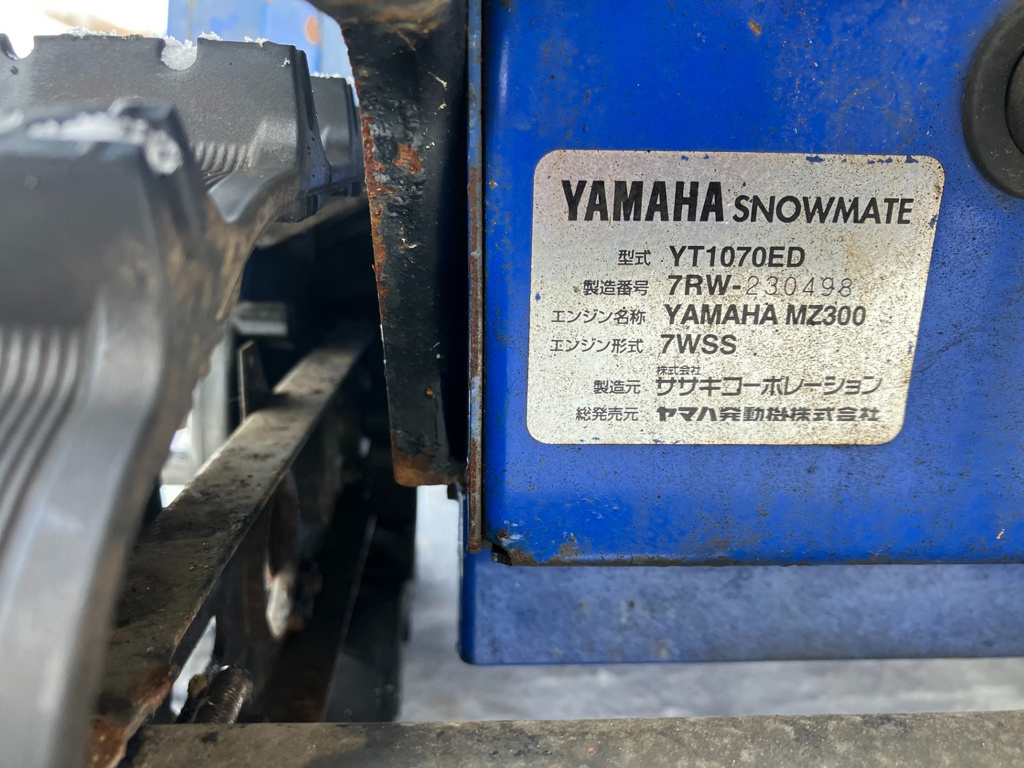 YAMAHA SNOWMATE
型式 YT1070ED
製造番号 7RW-230498
エンジン名称 YAMAHA MZ300
エンジン形式 7WSS
製造元 株式会社 ササキコーポレーション
総発売元 ヤマハ発動機株式会社